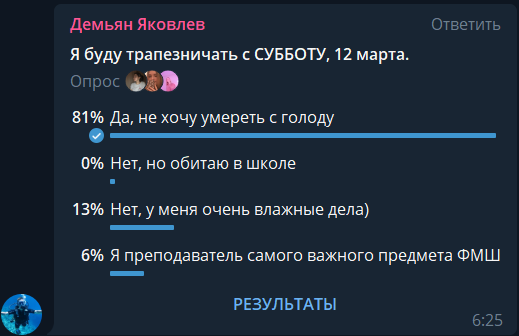 Демьян Яковлев Ответить
Я буду трапезничать с СУББОТУ, 12 марта.
Опрос
81% Да, не хочу умереть с голоду
0% Нет, но обитаю в школе
13% Нет, у меня очень влажные дела)
6% Я преподаватель самого важного предмета ФМШ
РЕЗУЛЬТАТЫ
6:25